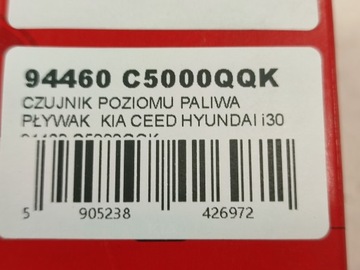 94460 C5000QQK
CZUJNIK POZIOMU PALIWA
PŁYWAK KIA CEED HYUNDAI i30
5 905238 426972